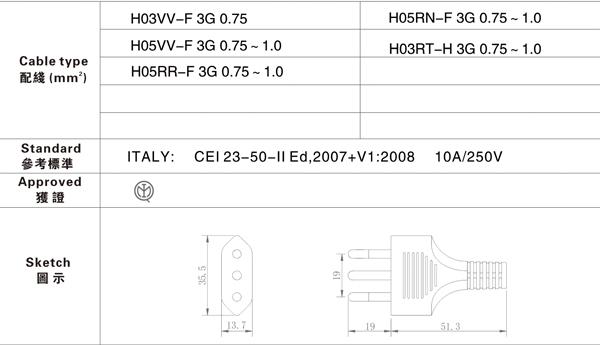 Cable type
配綫 (mm²)
H03VV-F 3G 0.75
H05RN-F 3G 0.75 ~ 1.0
H05VV-F 3G 0.75 ~ 1.0
H03RT-H 3G 0.75 ~ 1.0
H05RR-F 3G 0.75 ~ 1.0
Standard
參考標準
ITALY: CEI 23-50-II Ed,2007+V1:2008 10A/250V
Approved
獲 證
Sketch
圖 示
35.5
13.7
19
19
51.3